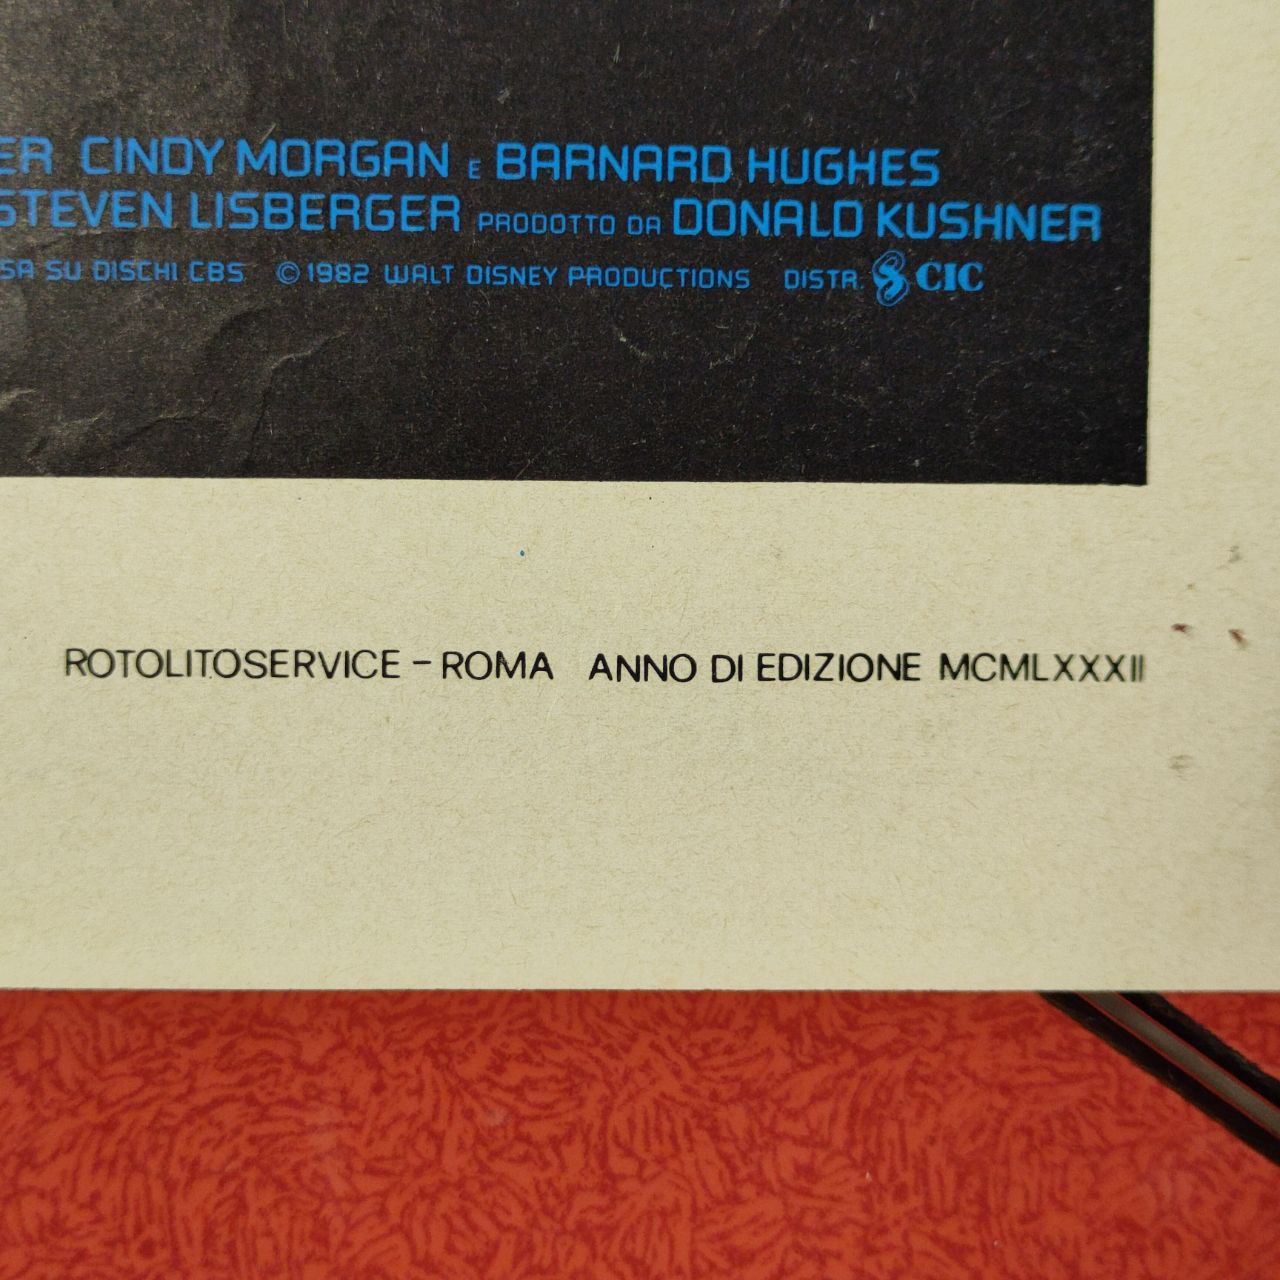 ER CINDY MORGAN E BARNARD HUGHES
STEVEN LISBERGER PRODOTTO DA DONALD KUSHNER
SA SU DISCHI CBS © 1982 WALT DISNEY PRODUCTIONS DISTR. CIC
ROTOLITOSERVICE - ROMA ANNO DI EDIZIONE MCMLXXXII